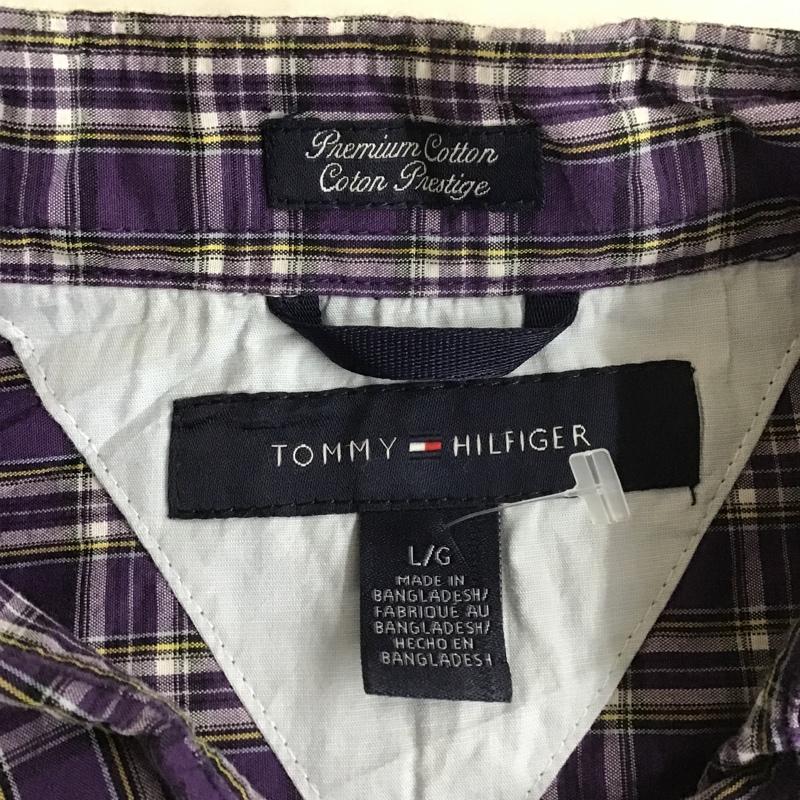 Premium Cotton
Coton Prestige
TOMMY HILFIGER
L/G
MADE IN
BANGLADESH/
FABRIQUE AU
BANGLADESH/
HECHO EN
BANGLADESH